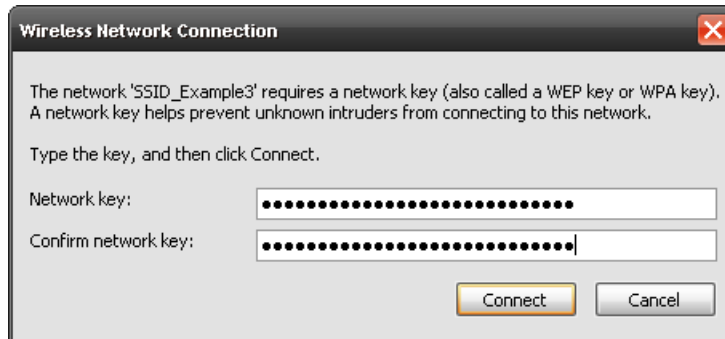 Wireless Network Connection
The network 'SSID_Example3' requires a network key (also called a WEP key or WPA key).
A network key helps prevent unknown intruders from connecting to this network.
Type the key, and then click Connect.
Network key: ●●●●●●●●●●●●●●●●●●●●●●●●●●●●
Confirm network key: ●●●●●●●●●●●●●●●●●●●●●●●●●●●●
Connect Cancel